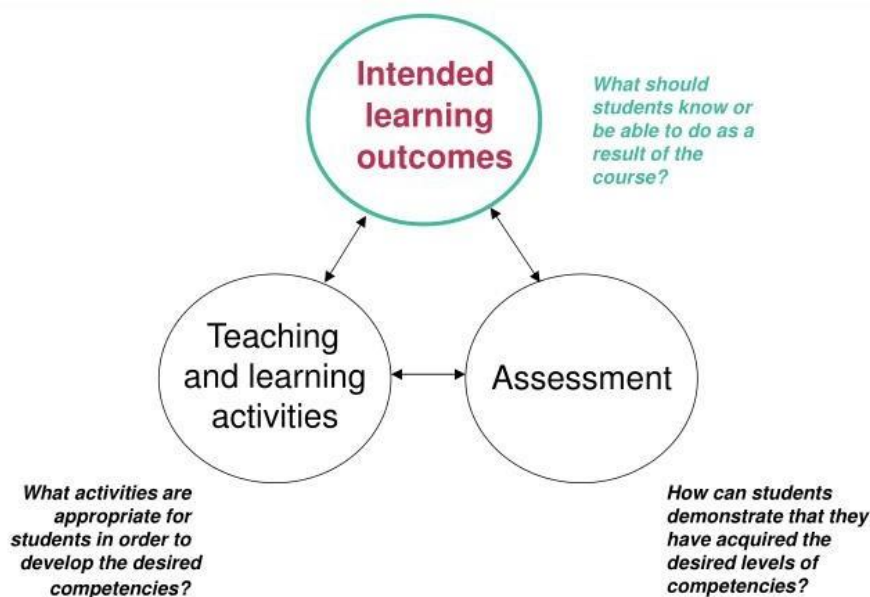 Intended
learning
outcomes
What should
students know or
be able to do as a
result of the
course?
Teaching
and learning
activities
Assessment
What activities are
appropriate for
students in order to
develop the desired
competencies?
How can students
demonstrate that they
have acquired the
desired levels of
competencies?